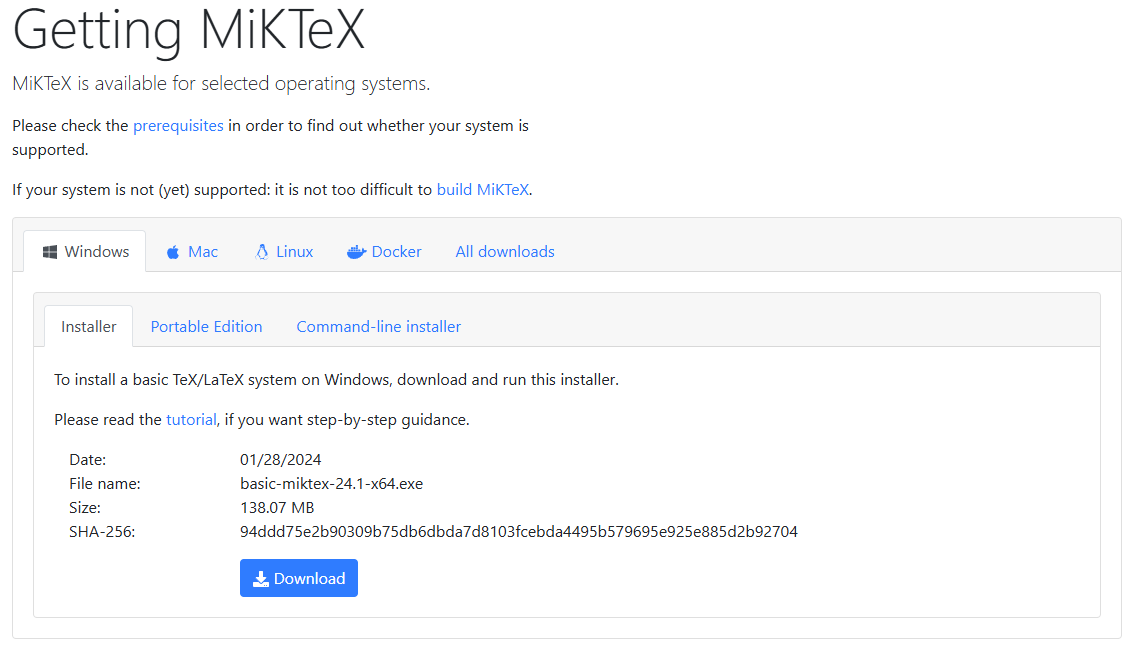 Getting MiKTeX
MiKTeX is available for selected operating systems.
Please check the prerequisites in order to find out whether your system is
supported.
If your system is not (yet) supported: it is not too difficult to build MiKTeX.
Windows Mac Linux Docker All downloads
Installer Portable Edition Command-line installer
To install a basic TeX/LaTeX system on Windows, download and run this installer.
Please read the tutorial, if you want step-by-step guidance.
Date: 01/28/2024
File name: basic-miktex-24.1-x64.exe
Size: 138.07 MB
SHA-256: 94ddd75e2b90309b75db6dbda7d8103fcebda4495b579695e925e885d2b92704
Download